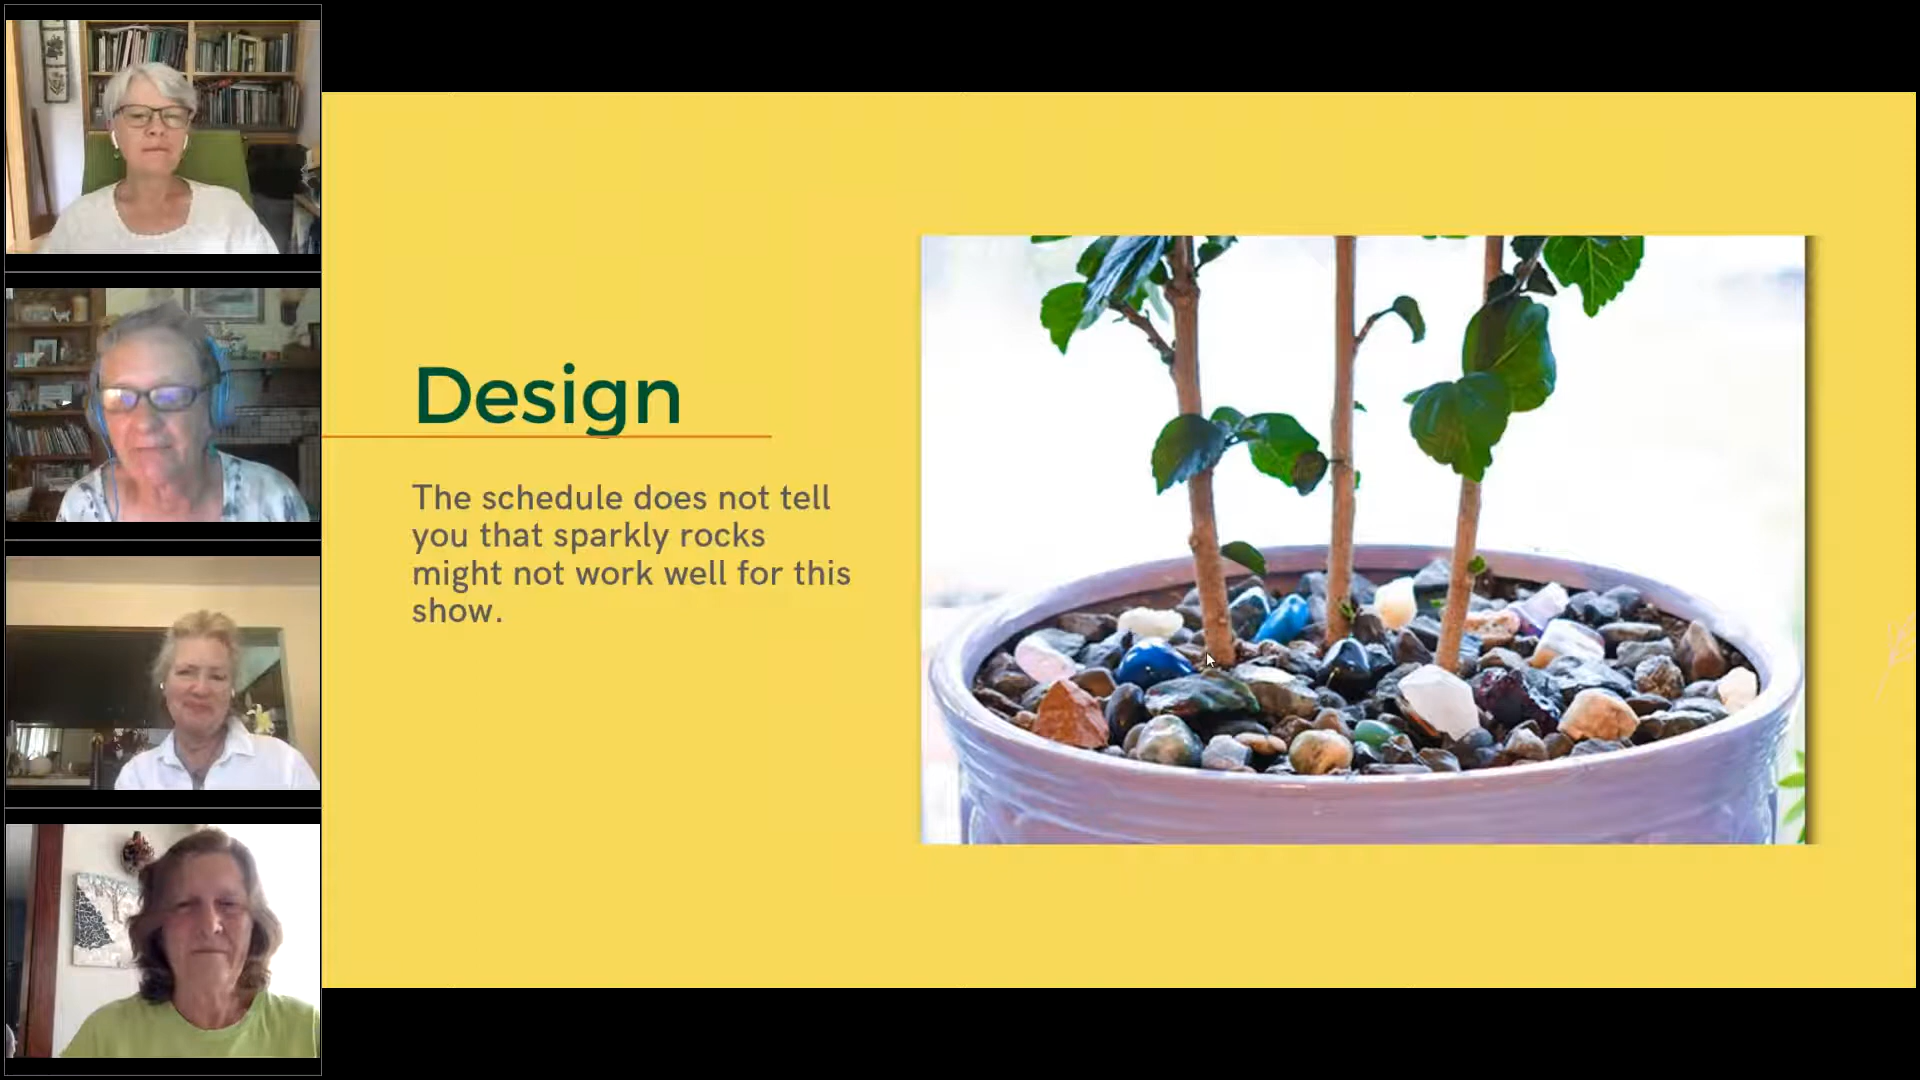 Design
The schedule does not tell
you that sparkly rocks
might not work well for this
show.